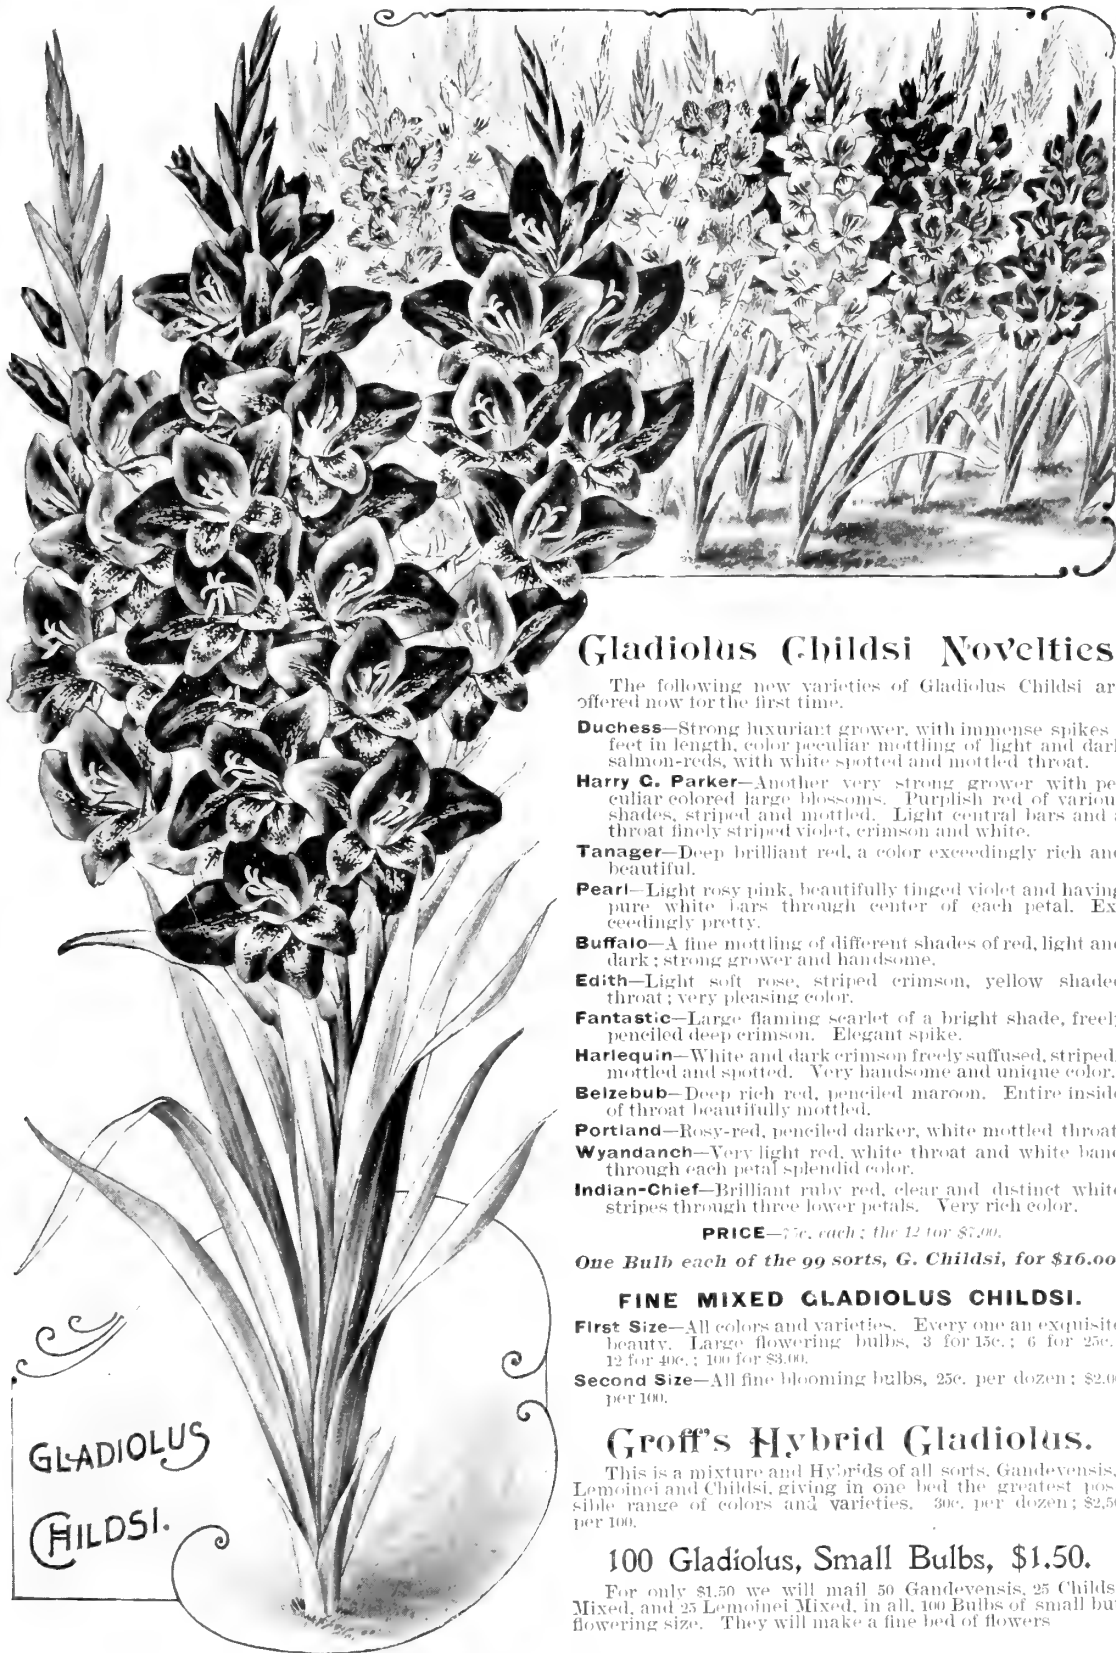 Gladiolus Childsi Novelties
The following new varieties of Gladiolus Childsi ar
offered now for the first time.
Duchess—Strong luxuriant grower, with immense spikes
feet in length, color peculiar mottling of light and dark
salmon-reds, with white spotted and mottled throat.
Harry C. Parker—Another very strong grower with pe-
culiar colored large blossoms. Purplish red of various
shades, striped and mottled. Light central bars and a
throat finely striped violet, crimson and white.
Tanager—Deep brilliant red, a color exceedingly rich and
beautiful.
Pearl—Light rosy pink, beautifully tinged violet and having
pure white bars through center of each petal. Ex-
ceedingly pretty.
Buffalo—A fine mottling of different shades of red, light and
dark; strong grower and handsome.
Edith—Light soft rose, striped crimson, yellow shaded
throat; very pleasing color.
Fantastic—Large flaming scarlet of a bright shade, freely
penciled deep crimson. Elegant spike.
Harlequin—White and dark crimson freely suffused, striped,
mottled and spotted. Very handsome and unique color.
Belzebub—Deep rich red, penciled maroon. Entire inside
of throat beautifully mottled.
Portland—Rosy-red, penciled darker, white mottled throat
Wyandanch—Very light red, white throat and white band
through each petal splendid color.
Indian-Chief—Brilliant ruby red, clear and distinct white
stripes through three lower petals. Very rich color.
PRICE— each; the 12 for $7.00.
One Bulb each of the 99 sorts, G. Childsi, for $16.00
FINE MIXED GLADIOLUS CHILDSI.
First Size—All colors and varieties. Every one an exquisite
beauty. Large flowering bulbs, 3 for 15c.; 6 for 25c.
12 for 40c.; 100 for $3.00.
Second Size—All fine blooming bulbs, 25c. per dozen; $2.00
per 100.
Groff's Hybrid Gladiolus.
This is a mixture and Hybrids of all sorts, Gandevensis,
Lemoinei and Childsi, giving in one bed the greatest pos-
sible range of colors and varieties. 30c. per dozen; $2.50
per 100.
100 Gladiolus, Small Bulbs, $1.50.
For only $1.50 we will mail 50 Gandevensis, 25 Childs
Mixed, and 25 Lemoinei Mixed, in all, 100 Bulbs of small but
flowering size. They will make a fine bed of flowers
GLADIOLUS
CHILDSI.